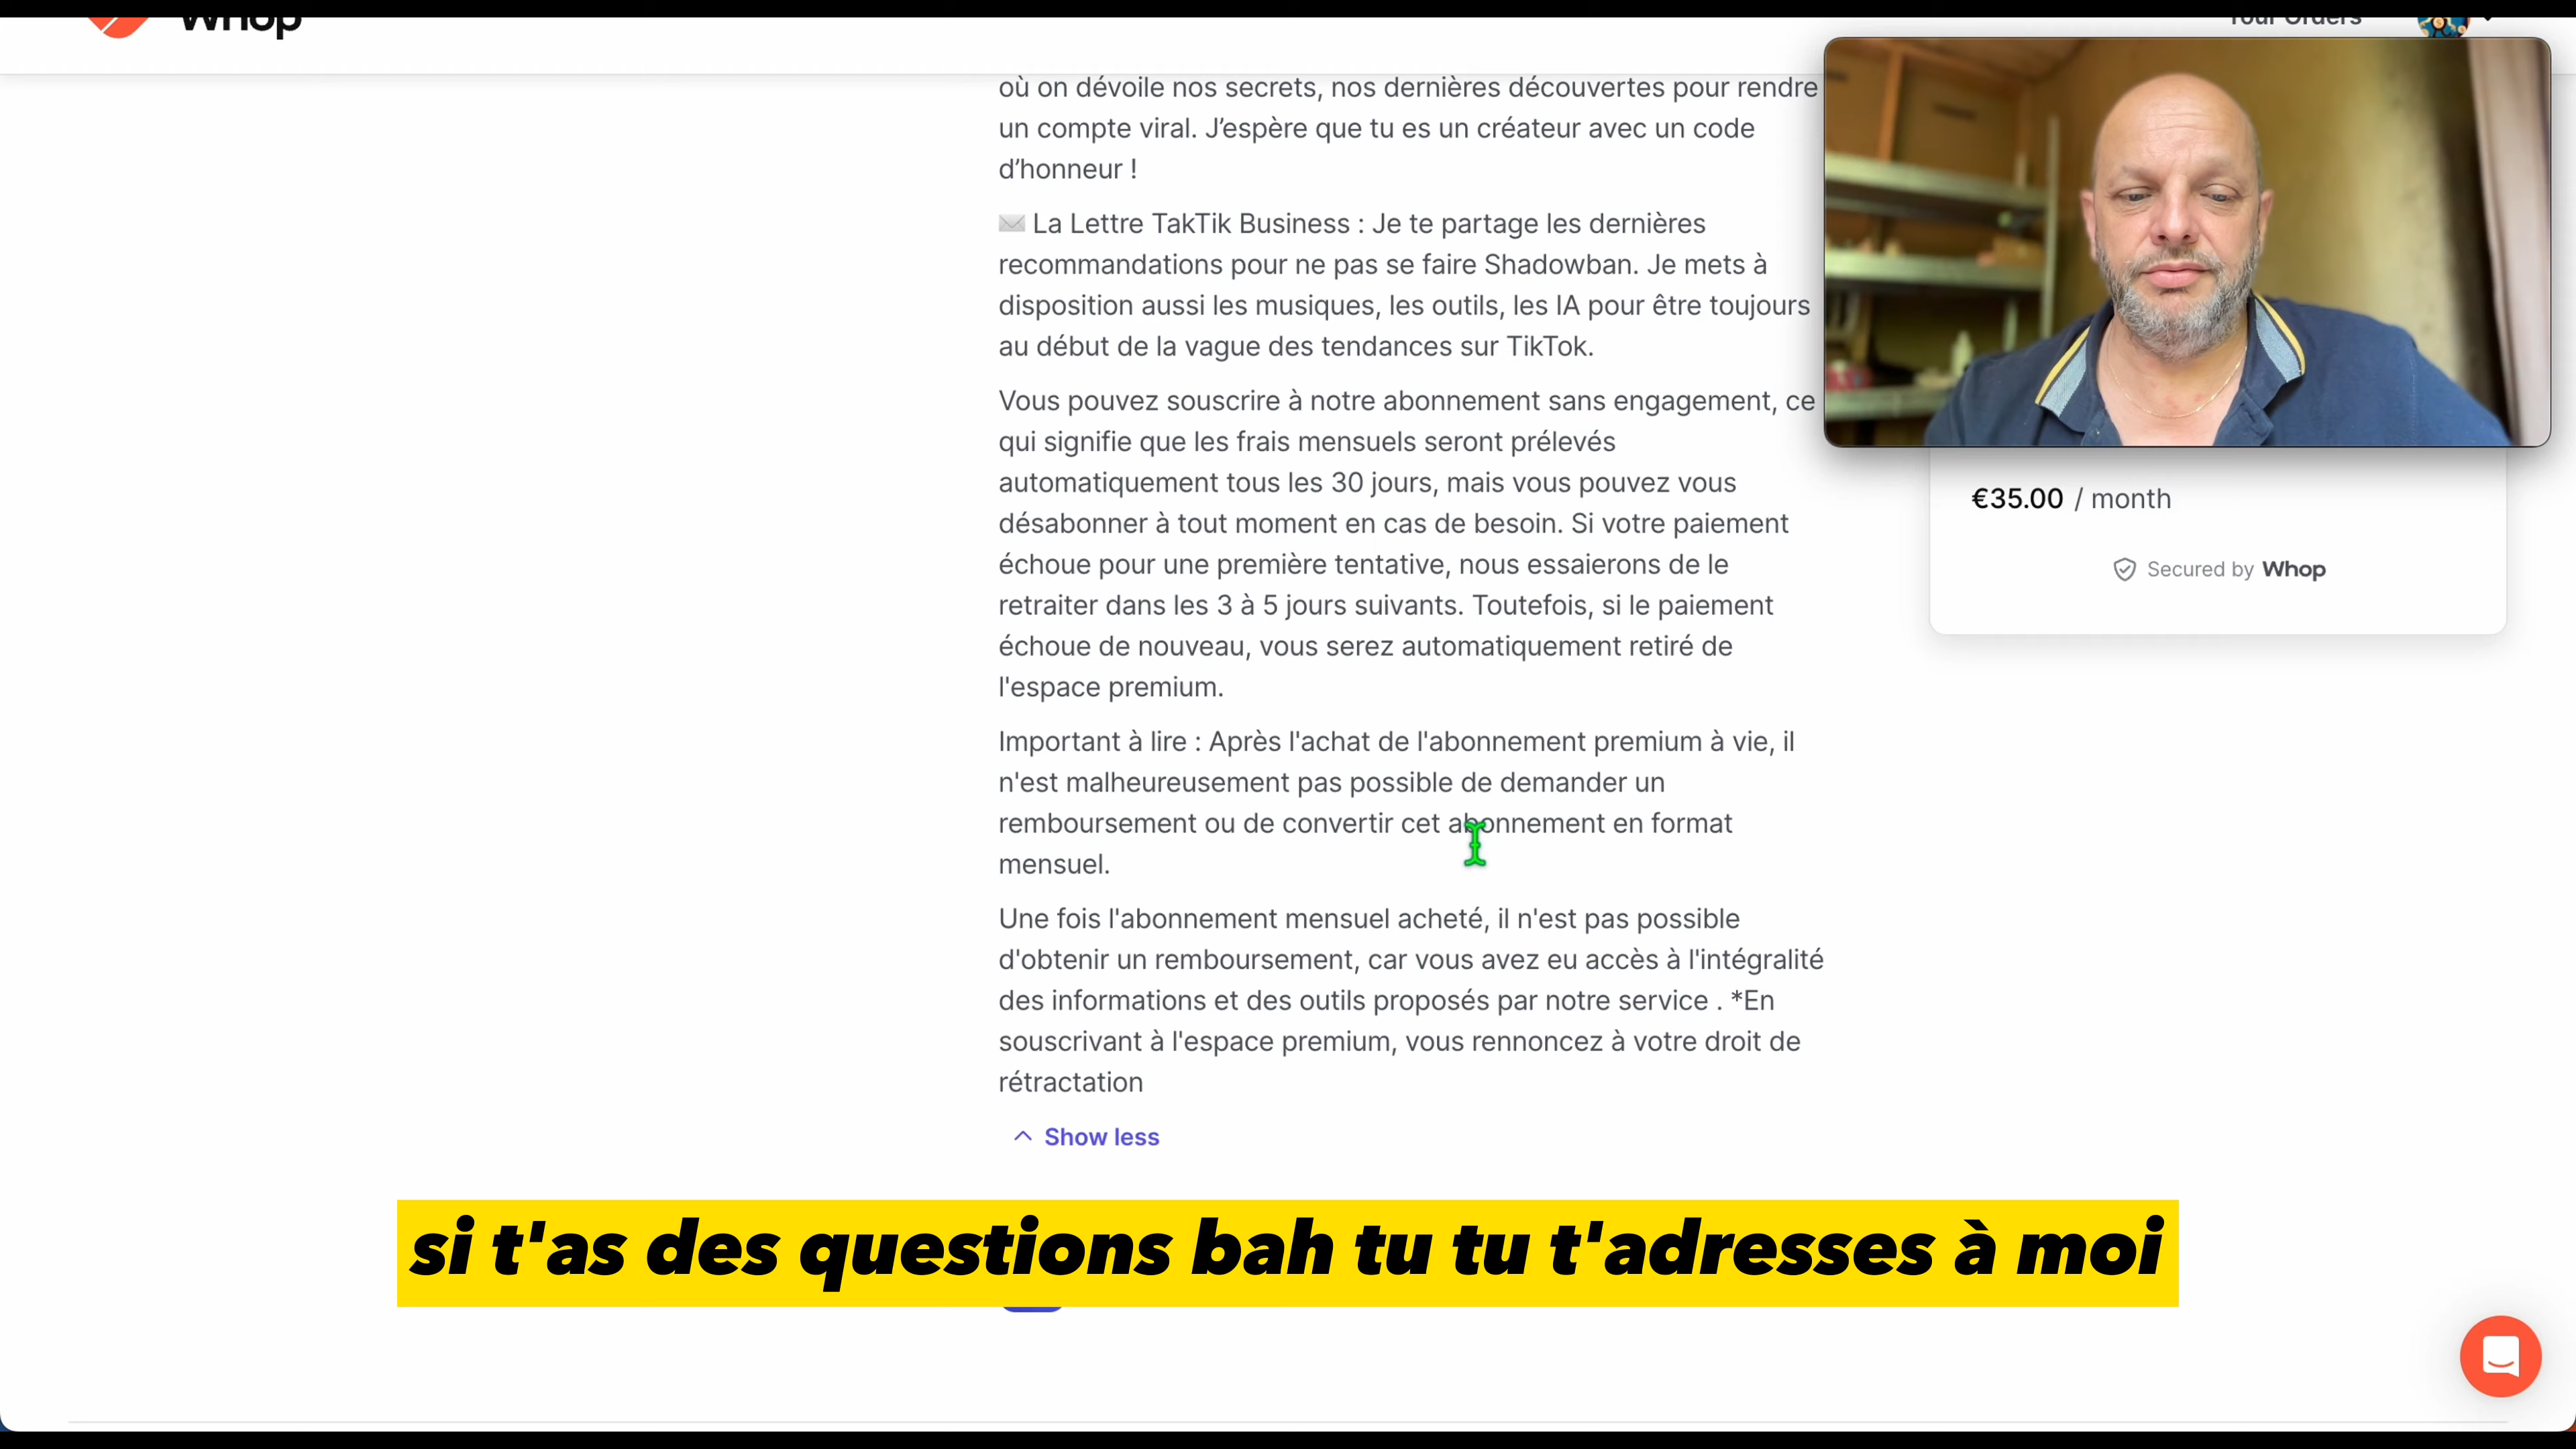 Whop
Your Orders
où on dévoile nos secrets, nos dernières découvertes pour rendre
un compte viral. J’espère que tu es un créateur avec un code
d’honneur !
La Lettre TakTik Business : Je te partage les dernières
recommandations pour ne pas se faire Shadowban. Je mets à
disposition aussi les musiques, les outils, les IA pour être toujours
au début de la vague des tendances sur TikTok.
Vous pouvez souscrire à notre abonnement sans engagement, ce
qui signifie que les frais mensuels seront prélevés
automatiquement tous les 30 jours, mais vous pouvez vous
désabonner à tout moment en cas de besoin. Si votre paiement
échoue pour une première tentative, nous essaierons de le
retraiter dans les 3 à 5 jours suivants. Toutefois, si le paiement
échoue de nouveau, vous serez automatiquement retiré de
l'espace premium.
Important à lire : Après l'achat de l'abonnement premium à vie, il
n'est malheureusement pas possible de demander un
remboursement ou de convertir cet abonnement en format
mensuel.
Une fois l'abonnement mensuel acheté, il n'est pas possible
d'obtenir un remboursement, car vous avez eu accès à l'intégralité
des informations et des outils proposés par notre service . *En
souscrivant à l'espace premium, vous rennoncez à votre droit de
rétractation
Show less
€35.00 / month
Secured by Whop
si t'as des questions bah tu tu t'adresses à moi